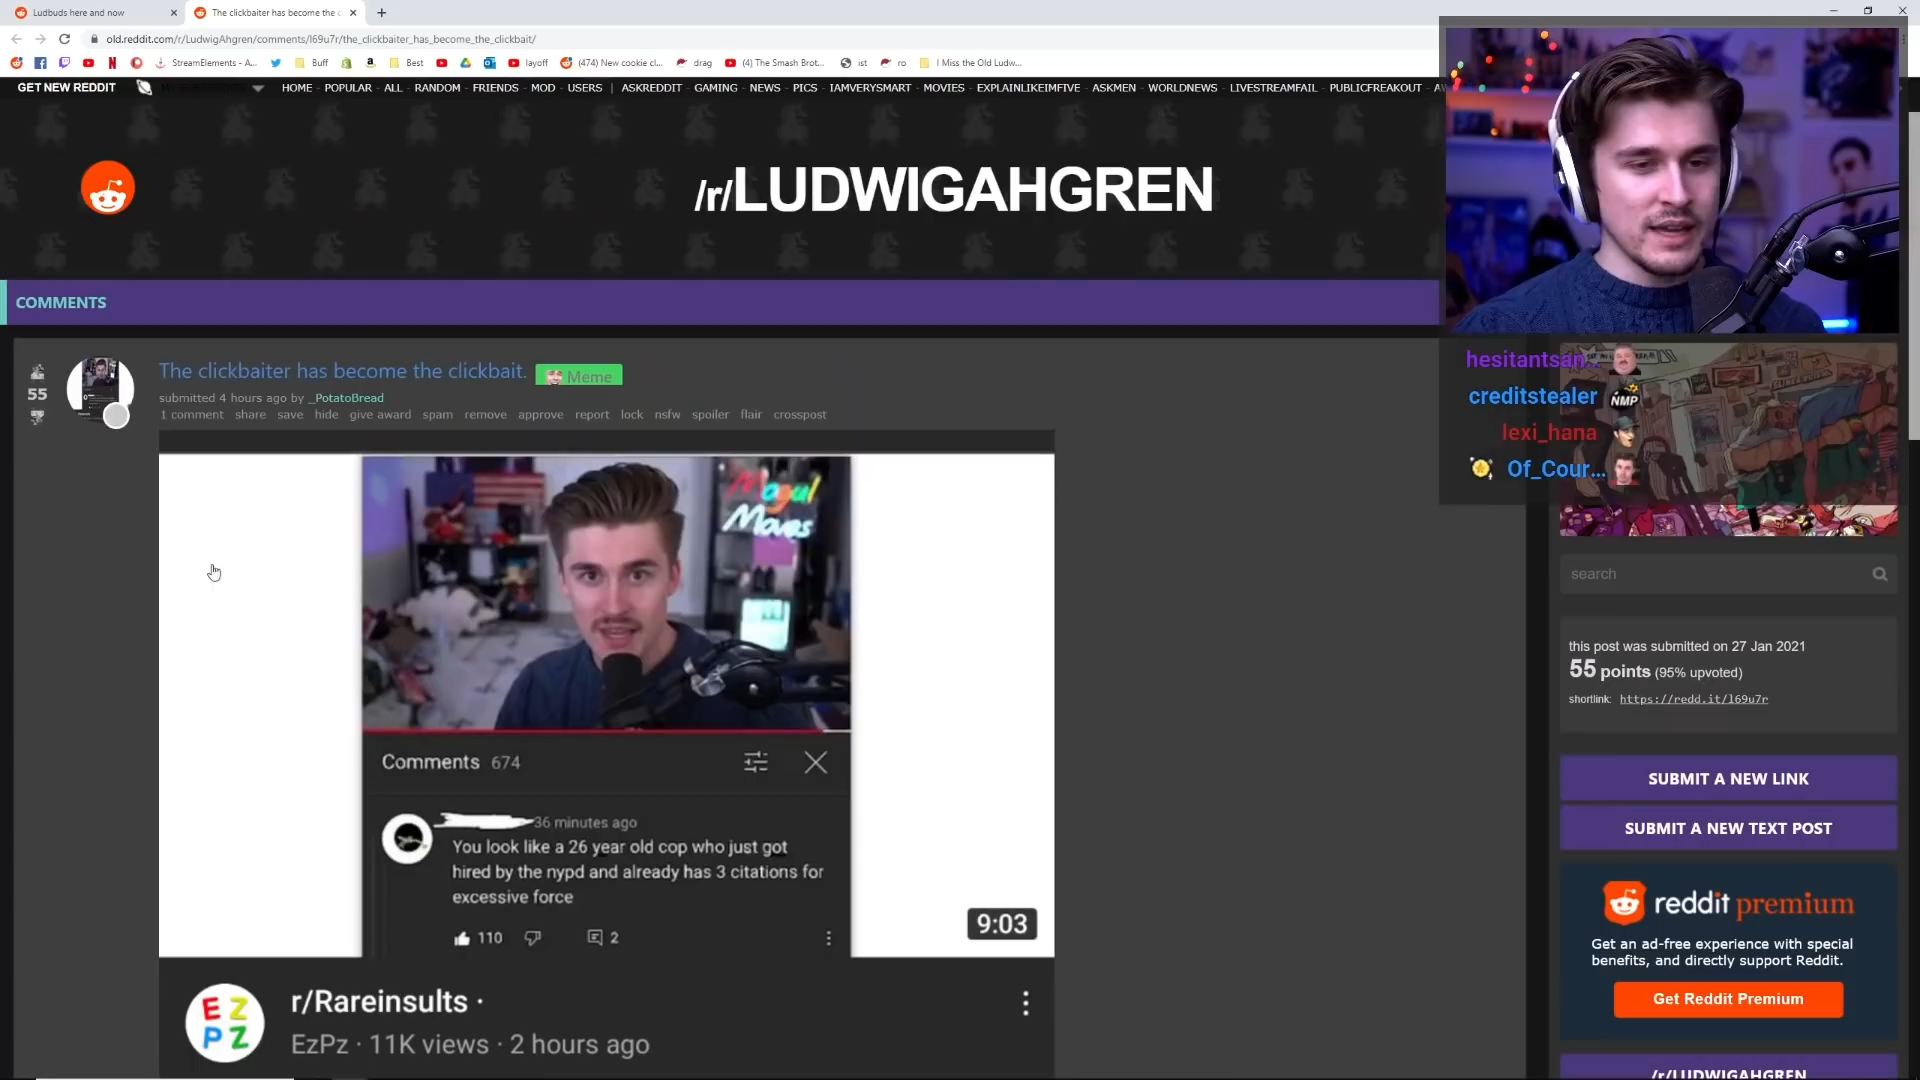 Ludbuds here and now
The clickbaiter has become the c
old.reddit.com/r/LudwigAhgren/comments/l69u7r/the_clickbaiter_has_become_the_clickbait/
StreamElements - A... Buff Best layoff (474) New cookie cl... drag (4) The Smash Brot... ist ro I Miss the Old Ludw...
GET NEW REDDIT HOME - POPULAR - ALL - RANDOM - FRIENDS - MOD - USERS | ASKREDDIT - GAMING - NEWS - PICS - IAMVERYSMART - MOVIES - EXPLAINLIKEIMFIVE - ASKMEN - WORLDNEWS - LIVESTREAMFAIL - PUBLICFREAKOUT
/r/LUDWIGAHGREN
COMMENTS
The clickbaiter has become the clickbait. Meme
55
submitted 4 hours ago by _PotatoBread
1 comment share save hide give award spam remove approve report lock nsfw spoiler flair crosspost
Mogul
Moves
Comments 674
36 minutes ago
You look like a 26 year old cop who just got
hired by the nypd and already has 3 citations for
excessive force
110 2
9:03
EZ
PZ
r/Rareinsults ·
EzPz · 11K views · 2 hours ago
hesitantsan...
creditstealer NMP
lexi_hana
Of_Cour...
search
this post was submitted on 27 Jan 2021
55 points (95% upvoted)
shortlink: https://redd.it/l69u7r
SUBMIT A NEW LINK
SUBMIT A NEW TEXT POST
reddit premium
Get an ad-free experience with special
benefits, and directly support Reddit.
Get Reddit Premium
/r/LUDWIGAHGREN